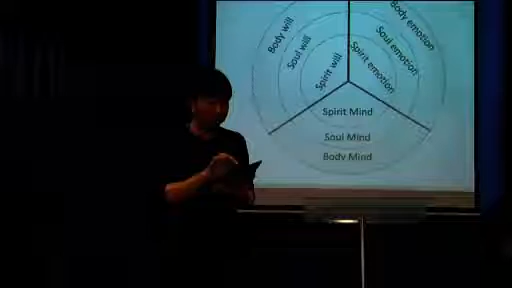 Body will
Soul will
Spirit will
Body emotion
Soul emotion
Spirit emotion
Spirit Mind
Soul Mind
Body Mind